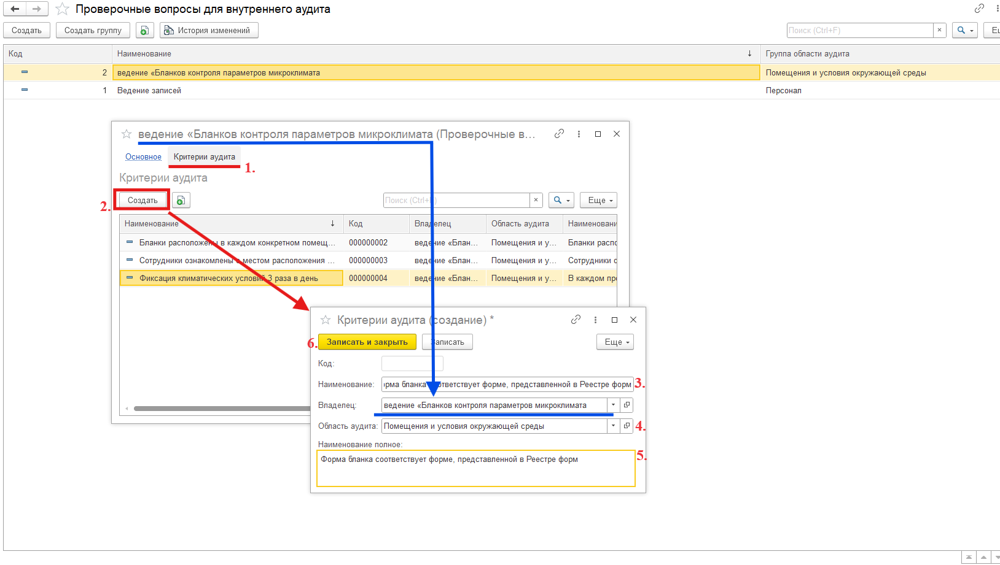 Проверочные вопросы для внутреннего аудита
Создать Создать группу История изменений Поиск (Ctrl+F) ×
Код Наименование ↓ Группа области аудита
2 ведение «Бланков контроля параметров микроклимата Помещения и условия окружающей среды
1 Ведение записей Персонал
ведение «Бланков контроля параметров микроклимата (Проверочные в...
Основное Критерии аудита 1.
Критерии аудита
2. Создать Поиск (Ctrl+F) × Еще
Наименование ↓ Код Владелец Область аудита Наименовани
Бланки расположены в каждом конкретном помещ... 000000002 ведение «Блан... Помещения и у... Бланки распо
Сотрудники ознакомлены с местом расположения ... 000000003 ведение «Блан... Помещения и у... Сотрудники о
Фиксация климатических условий 3 раза в день 000000004 ведение «Блан... Помещения и у... В каждом пр
Критерии аудита (создание) *
6. Записать и закрыть Записать Еще
Код:
Наименование: орма бланка соответствует форме, представленной в Реестре форм 3.
Владелец: ведение «Бланков контроля параметров микроклимата
Область аудита: Помещения и условия окружающей среды 4.
Наименование полное:
Форма бланка соответствует форме, представленной в Реестре форм 5.